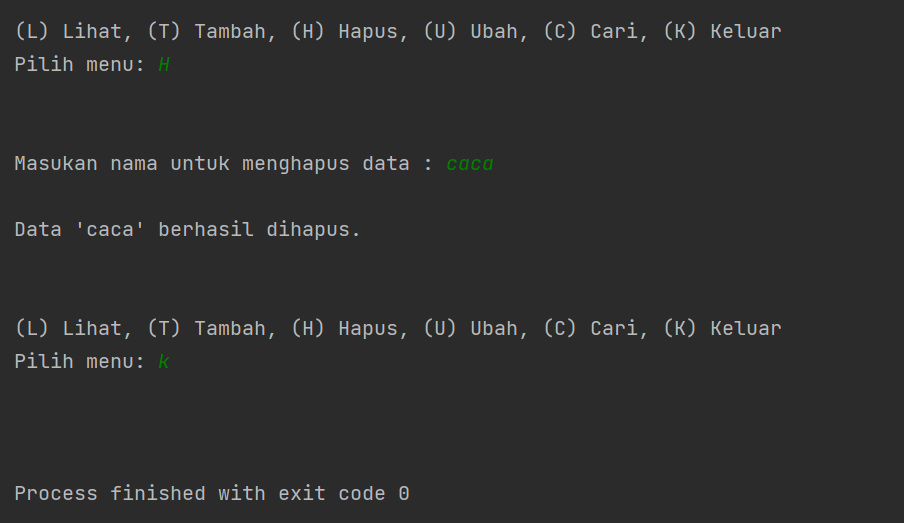 (L) Lihat, (T) Tambah, (H) Hapus, (U) Ubah, (C) Cari, (K) Keluar
Pilih menu: H
Masukan nama untuk menghapus data : caca
Data 'caca' berhasil dihapus.
(L) Lihat, (T) Tambah, (H) Hapus, (U) Ubah, (C) Cari, (K) Keluar
Pilih menu: k
Process finished with exit code 0